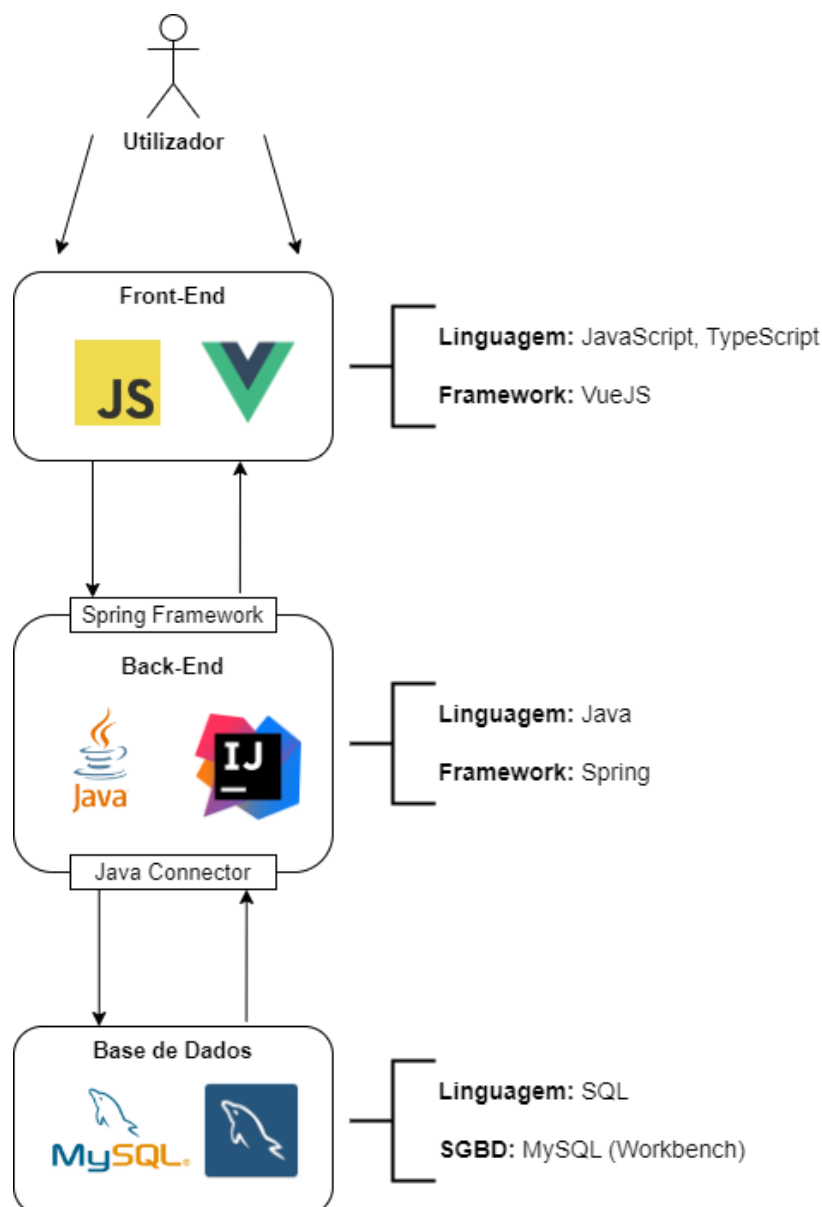 Utilizador
Front-End
JS
Linguagem: JavaScript, TypeScript
Framework: VueJS
Spring Framework
Back-End
Java
IJ
Linguagem: Java
Framework: Spring
Java Connector
Base de Dados
MySQL®
Linguagem: SQL
SGBD: MySQL (Workbench)